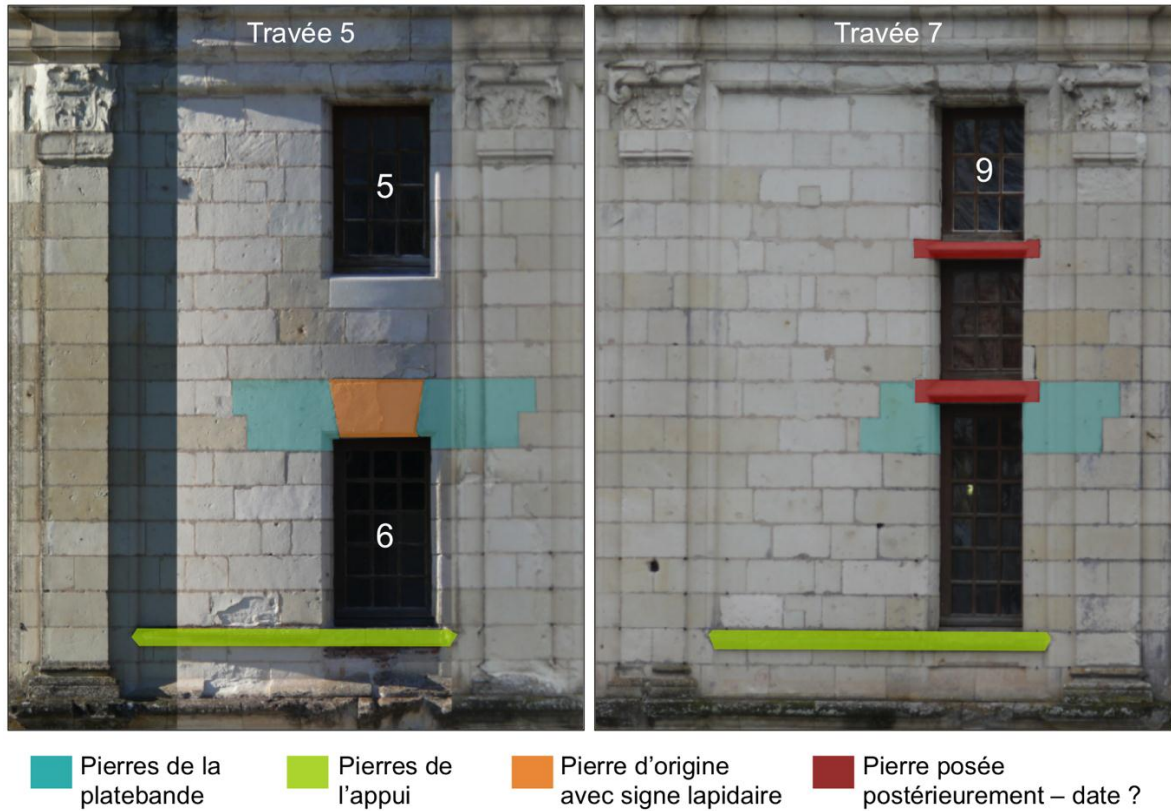 Travée 5
Travée 7
5
9
6
Pierres de la
platebande
Pierres de
l'appui
Pierre d'origine
avec signe lapidaire
Pierre posée
postérieurement – date ?